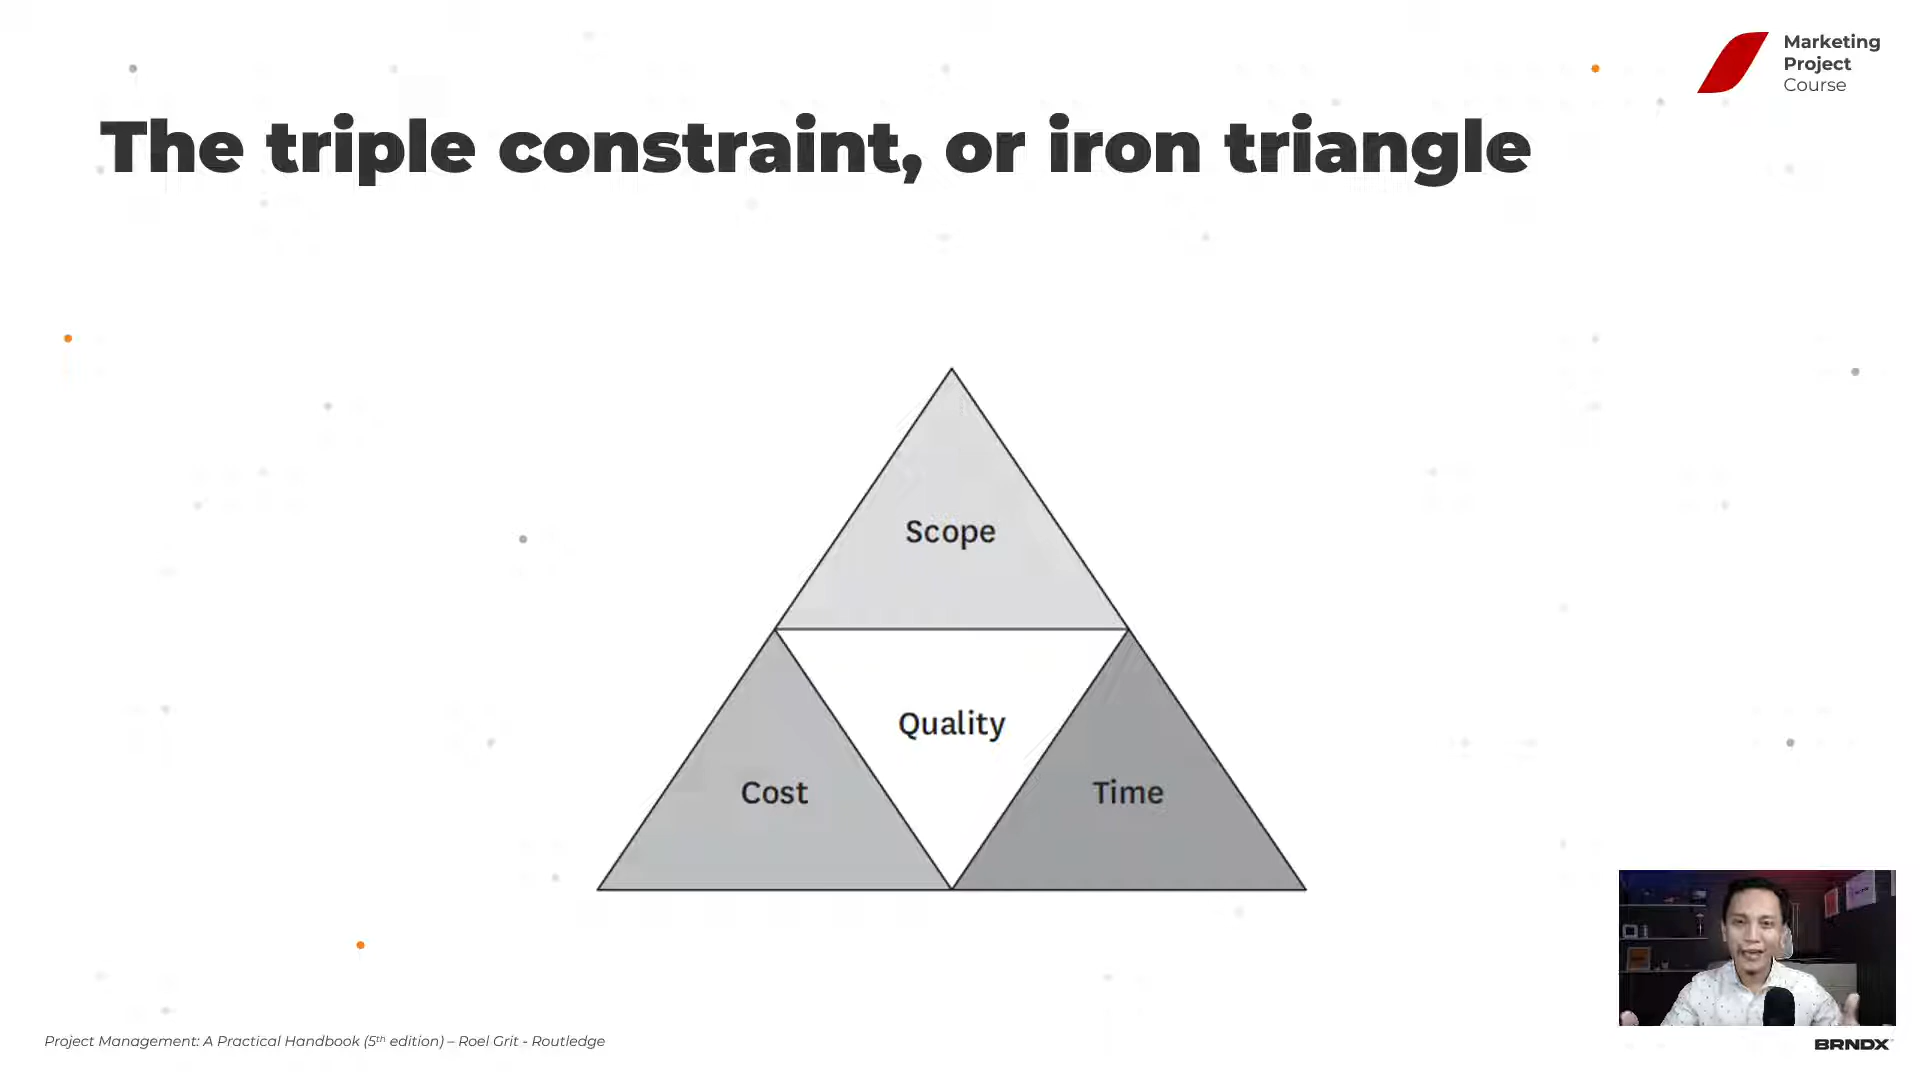 Marketing
Project
Course
The triple constraint, or iron triangle
Scope
Quality
Cost
Time
Project Management: A Practical Handbook (5th edition) – Roel Grit - Routledge
BRNDX